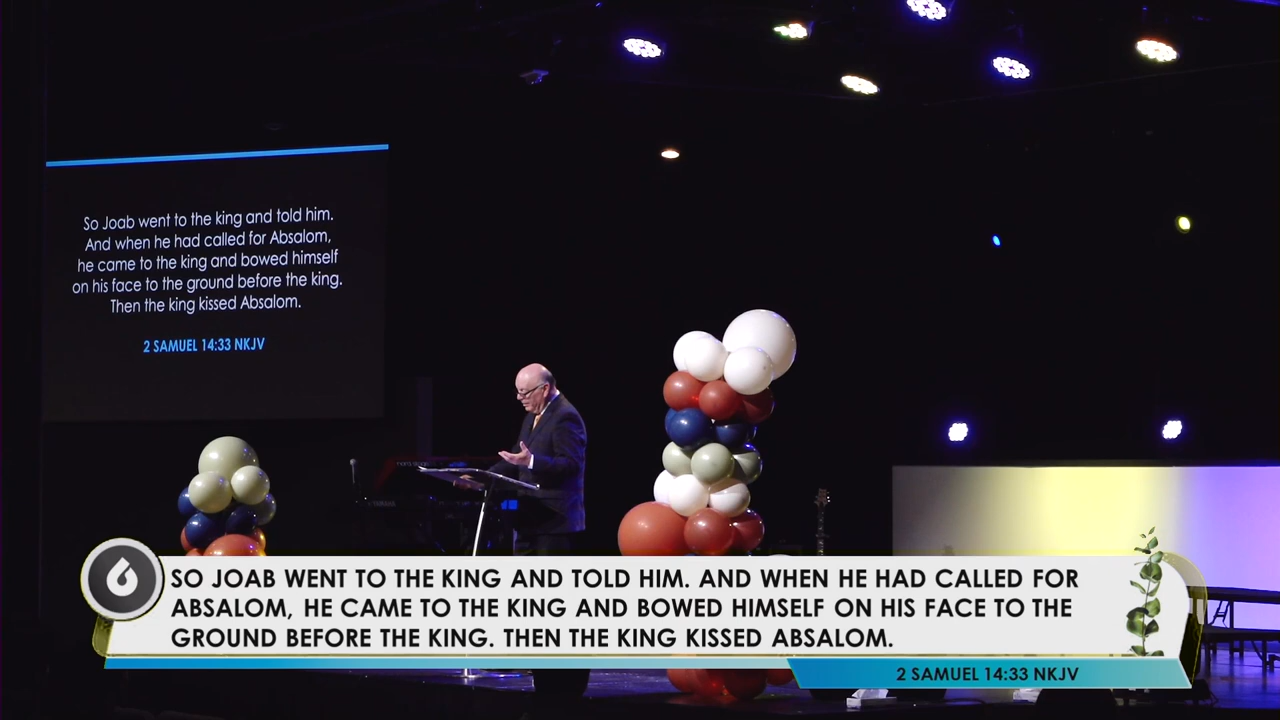 So Joab went to the king and told him.
And when he had called for Absalom,
he came to the king and bowed himself
on his face to the ground before the king.
Then the king kissed Absalom.
2 SAMUEL 14:33 NKJV
SO JOAB WENT TO THE KING AND TOLD HIM. AND WHEN HE HAD CALLED FOR
ABSALOM, HE CAME TO THE KING AND BOWED HIMSELF ON HIS FACE TO THE
GROUND BEFORE THE KING. THEN THE KING KISSED ABSALOM.
2 SAMUEL 14:33 NKJV